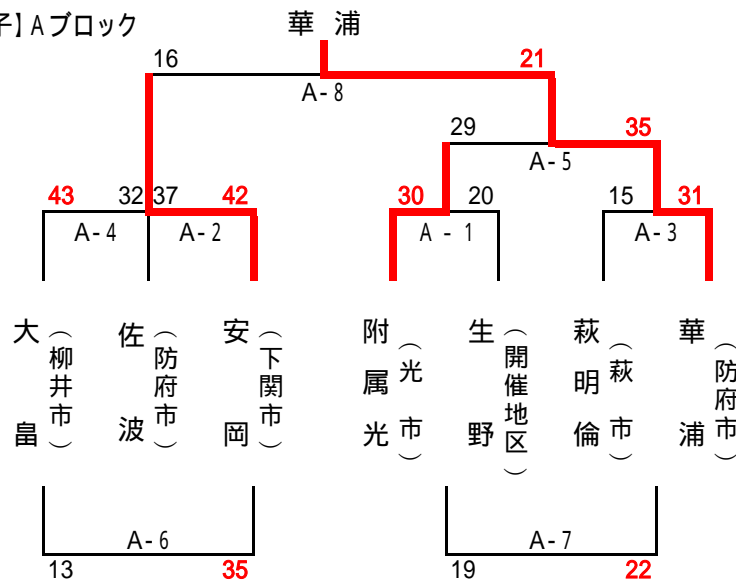 子】Aブロック
華 浦
16 21
A-8
29 35
A-5
43 32 37 42 30 20 15 31
A-4 A-2 A-1 A-3
大畠（柳井市）
佐波（防府市）
安岡（下関市）
附属光（光市）
生野（開催地区）
萩明倫（萩市）
華浦（防府市）
A-6 A-7
13 35 19 22